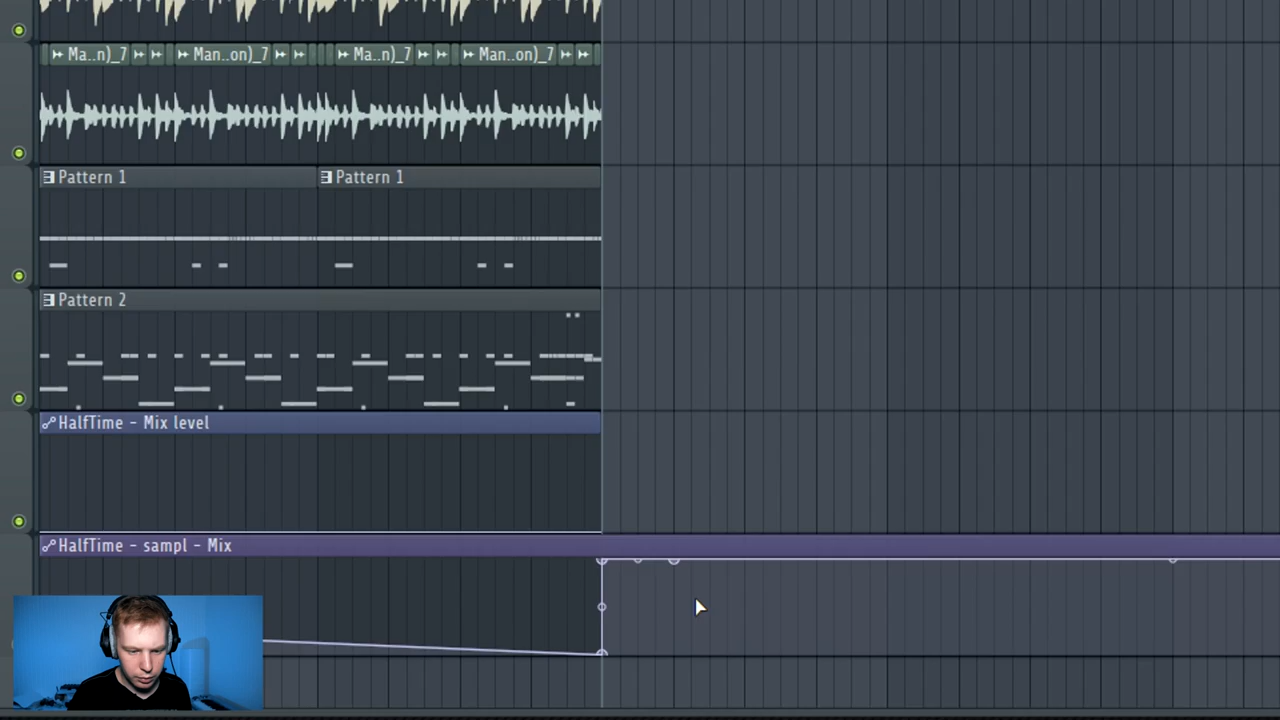 Ma..n)_7 Man..on)_7 Ma..n)_7 Man..on)_7
Pattern 1 Pattern 1
Pattern 2
HalfTime - Mix level
HalfTime - sampl - Mix